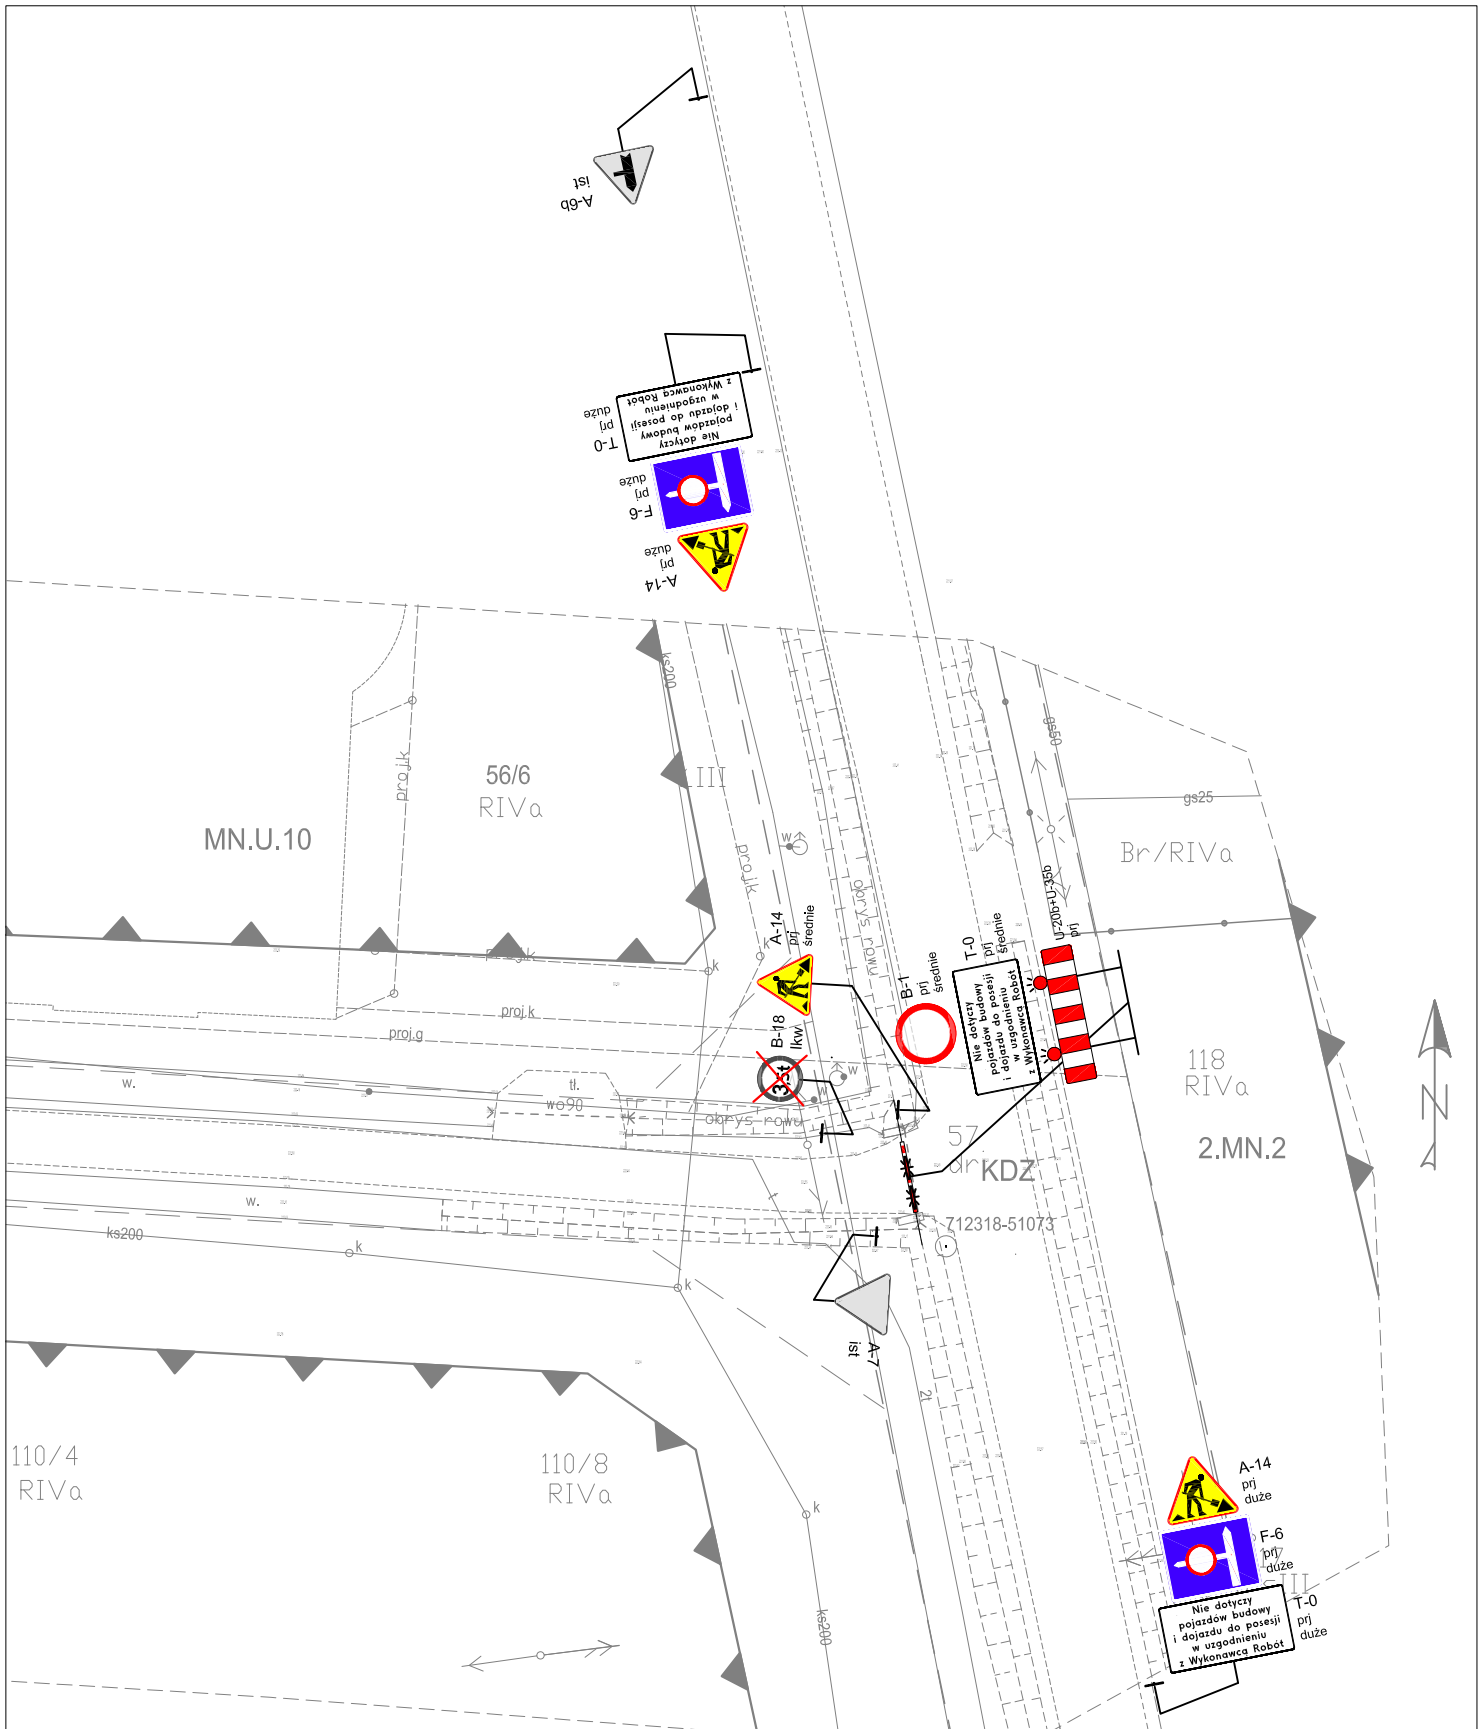 A-6b
ist
Nie dotyczy
pojazdów budowy
i dojazdu do posesji
w uzgodnieniu
z Wykonawcą Robót
T-0
prj
duże
F-6
prj
duże
A-14
prj
duże
ks200
gs50
proj.k
56/6
RIVa
MN.U.10
proj.k
w
obrys rowu
gs25
Br/RIVa
U-20b+U-35b
prj
A-14
prj
średnie
k
k
B-1
prj
średnie
T-0
prj
średnie
Nie dotyczy
pojazdów budowy
i dojazdu do posesji
w uzgodnieniu
z Wykonawcą Robót
proj.k
proj.g
B-18
lkw
3,5t
w
w.
tł.
wo90
obrys rowu
118
RIVa
57
dr
KDZ
2.MN.2
N
w.
712318-51073
ks200
k
k
A-7
ist
110/4
RIVa
110/8
RIVa
k
ks200
A-14
prj
duże
F-6
prj
duże
Nie dotyczy
pojazdów budowy
i dojazdu do posesji
w uzgodnieniu
z Wykonawcą Robót
T-0
prj
duże